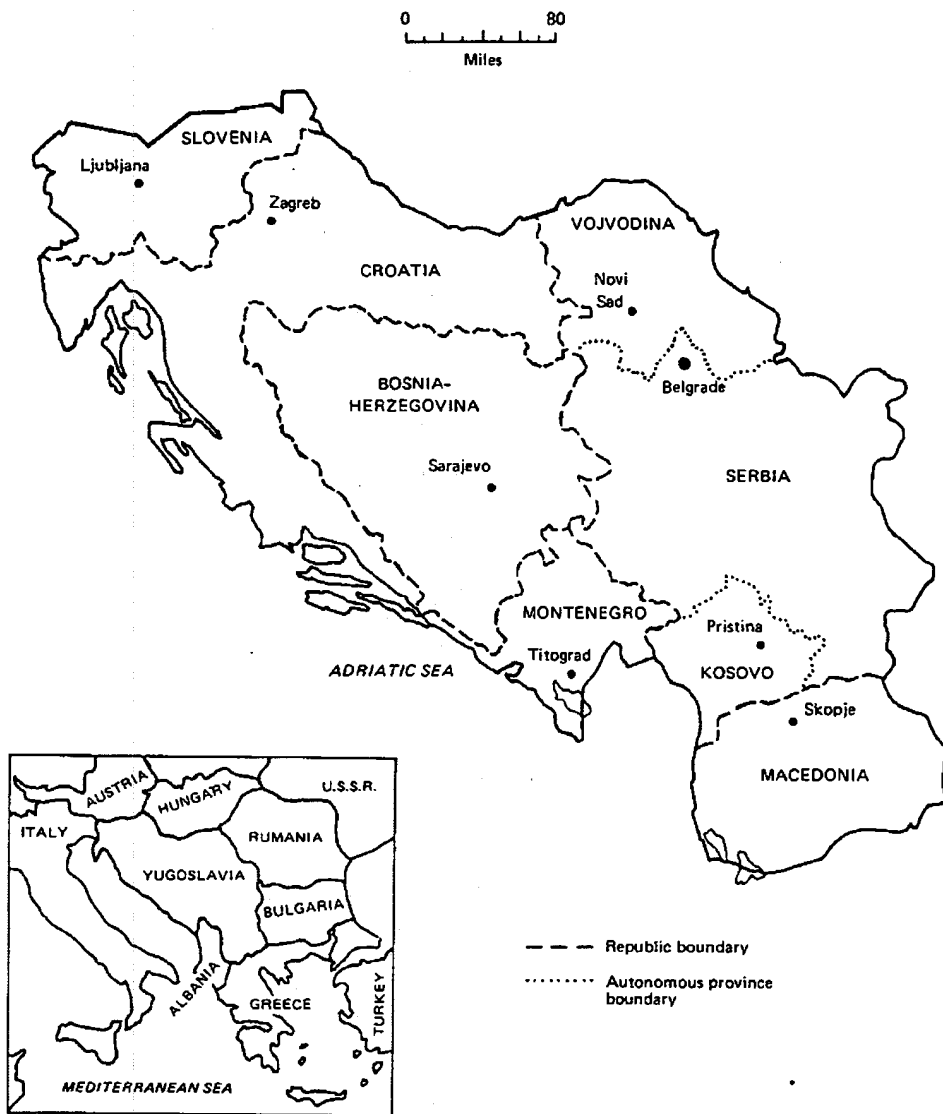 0 80
Miles
SLOVENIA
Ljubljana
Zagreb
VOJVODINA
CROATIA
Novi
Sad
BOSNIA-
HERZEGOVINA
Belgrade
Sarajevo
SERBIA
MONTENEGRO
Pristina
ADRIATIC SEA
Titograd
KOSOVO
Skopje
MACEDONIA
AUSTRIA
HUNGARY
U.S.S.R.
ITALY
RUMANIA
YUGOSLAVIA
BULGARIA
ALBANIA
GREECE
TURKEY
MEDITERRANEAN SEA
Republic boundary
Autonomous province
boundary